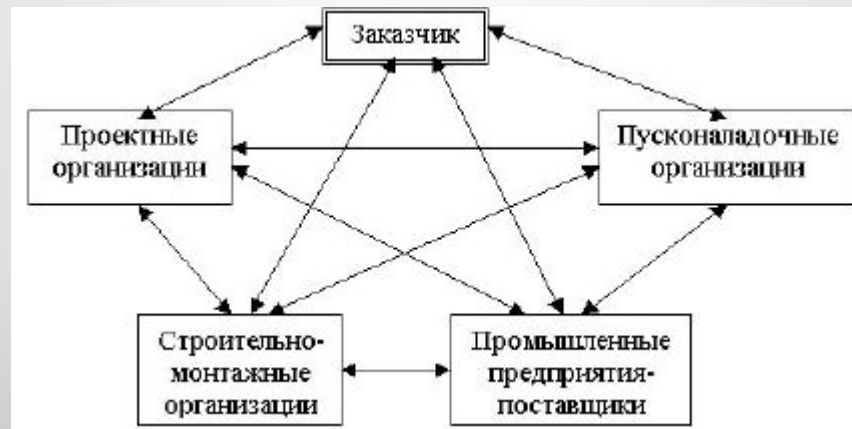 Заказчик
Проектные
организации
Пусконаладочные
организации
Строительно-
монтажные
организации
Промышленные
предприятия-
поставщики